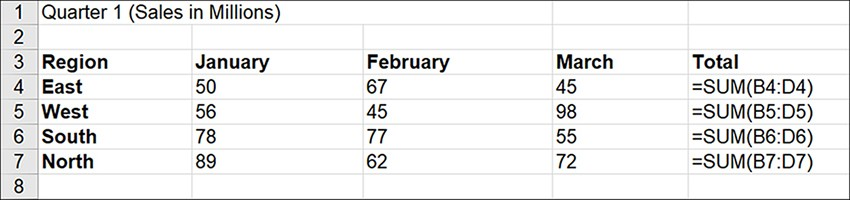 1 Quarter 1 (Sales in Millions)
2
3 Region January February March Total
4 East 50 67 45 =SUM(B4:D4)
5 West 56 45 98 =SUM(B5:D5)
6 South 78 77 55 =SUM(B6:D6)
7 North 89 62 72 =SUM(B7:D7)
8